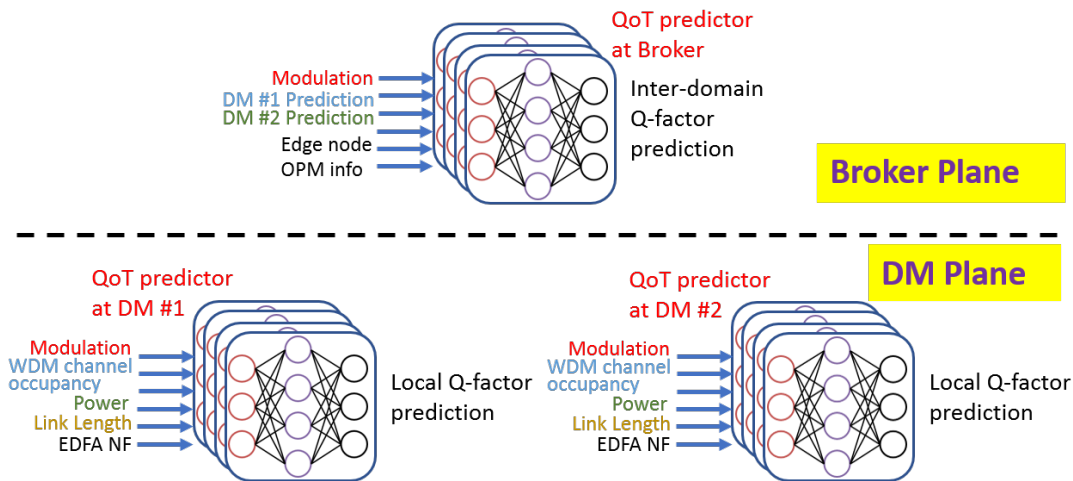 QoT predictor
at Broker
Modulation
DM #1 Prediction
DM #2 Prediction
Edge node
OPM info
Inter-domain
Q-factor
prediction
Broker Plane
DM Plane
QoT predictor
at DM #1
Modulation
WDM channel
occupancy
Power
Link Length
EDFA NF
Local Q-factor
prediction
QoT predictor
at DM #2
Modulation
WDM channel
occupancy
Power
Link Length
EDFA NF
Local Q-factor
prediction